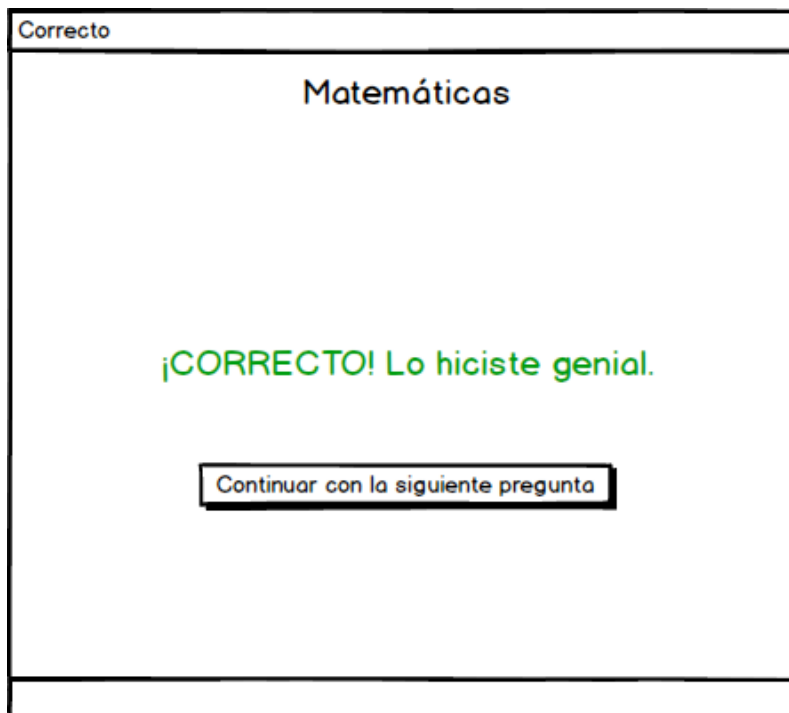 Correcto
Matemáticas
¡CORRECTO! Lo hiciste genial.
Continuar con la siguiente pregunta